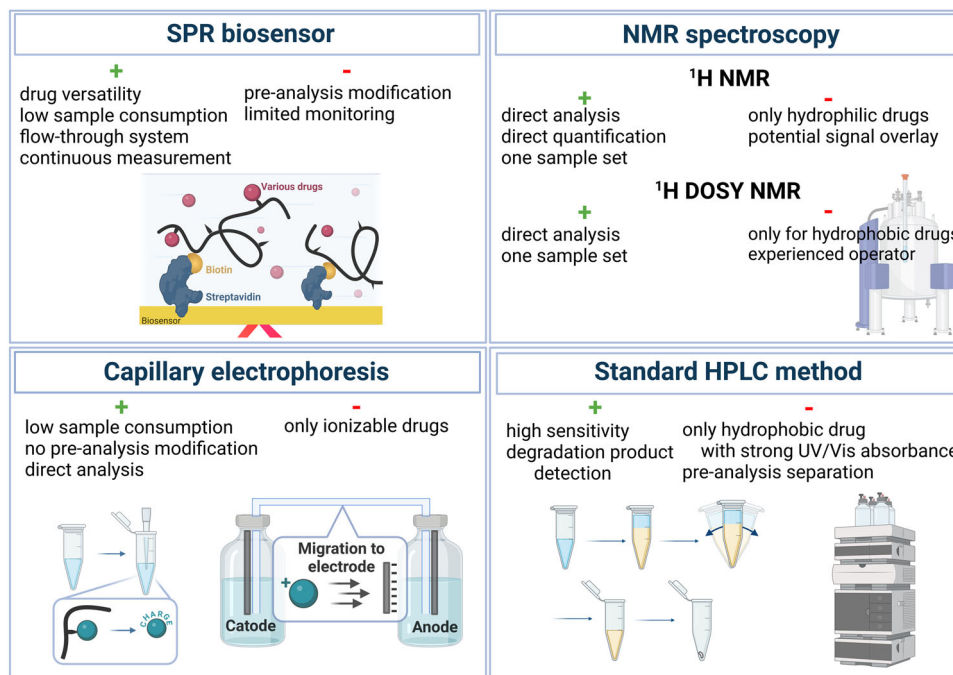 SPR biosensor
+
-
drug versatility
low sample consumption
flow-through system
continuous measurement
pre-analysis modification
limited monitoring
Various drugs
Biotin
Streptavidin
Biosensor
NMR spectroscopy
¹H NMR
+
-
direct analysis
direct quantification
one sample set
only hydrophilic drugs
potential signal overlay
¹H DOSY NMR
+
-
direct analysis
one sample set
only for hydrophobic drugs
experienced operator
Capillary electrophoresis
+
-
low sample consumption
no pre-analysis modification
direct analysis
only ionizable drugs
CHARGE
Migration to
electrode
+
Catode
Anode
Standard HPLC method
+
-
high sensitivity
degradation product
detection
only hydrophobic drug
with strong UV/Vis absorbance
pre-analysis separation